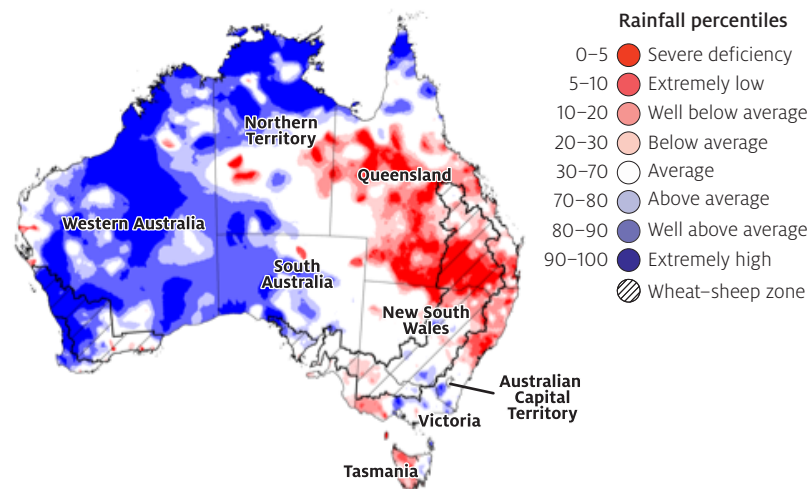 Rainfall percentiles
0–5 Severe deficiency
5–10 Extremely low
10–20 Well below average
20–30 Below average
30–70 Average
70–80 Above average
80–90 Well above average
90–100 Extremely high
Wheat–sheep zone
Northern
Territory
Queensland
Western Australia
South
Australia
New South
Wales
Australian
Capital
Territory
Victoria
Tasmania